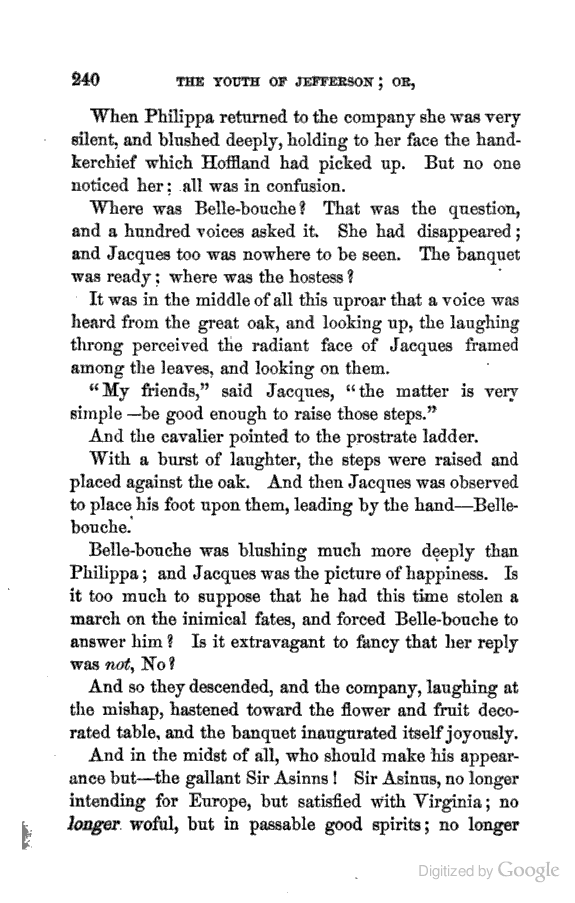 240 THE YOUTH OF JEFFERSON; OR,
When Philippa returned to the company she was very
silent, and blushed deeply, holding to her face the hand-
kerchief which Hoffland had picked up. But no one
noticed her; all was in confusion.
Where was Belle-bouche? That was the question,
and a hundred voices asked it. She had disappeared;
and Jacques too was nowhere to be seen. The banquet
was ready; where was the hostess?
It was in the middle of all this uproar that a voice was
heard from the great oak, and looking up, the laughing
throng perceived the radiant face of Jacques framed
among the leaves, and looking on them.
"My friends," said Jacques, "the matter is very
simple—be good enough to raise those steps."
And the cavalier pointed to the prostrate ladder.
With a burst of laughter, the steps were raised and
placed against the oak. And then Jacques was observed
to place his foot upon them, leading by the hand—Belle-
bouche.
Belle-bouche was blushing much more deeply than
Philippa; and Jacques was the picture of happiness. Is
it too much to suppose that he had this time stolen a
march on the inimical fates, and forced Belle-bouche to
answer him? Is it extravagant to fancy that her reply
was not, No?
And so they descended, and the company, laughing at
the mishap, hastened toward the flower and fruit deco-
rated table, and the banquet inaugurated itself joyously.
And in the midst of all, who should make his appear-
ance but—the gallant Sir Asinns! Sir Asinus, no longer
intending for Europe, but satisfied with Virginia; no
longer woful, but in passable good spirits; no longer
Digitized by Google